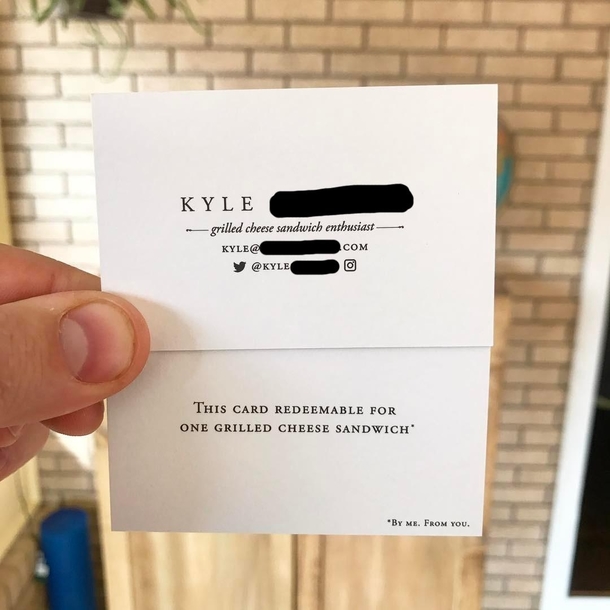 KYLE
grilled cheese sandwich enthusiast
KYLE@ .COM
@KYLE
THIS CARD REDEEMABLE FOR
ONE GRILLED CHEESE SANDWICH*
*BY ME. FROM YOU.